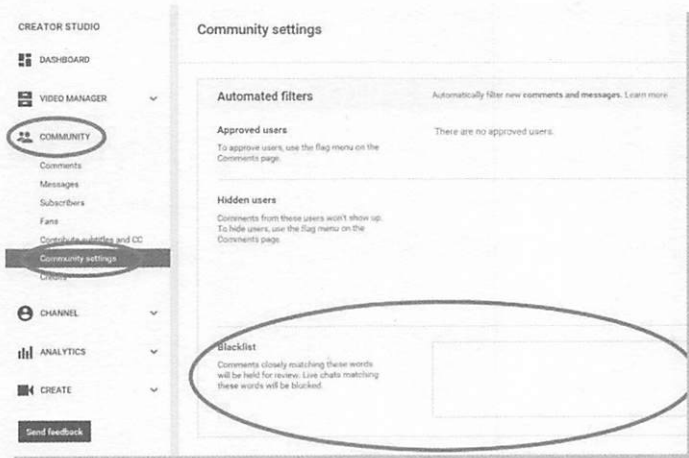 CREATOR STUDIO
DASHBOARD
VIDEO MANAGER
COMMUNITY
Comments
Messages
Subscribers
Fans
Contribute subtitles and CC
Community settings
Credits
CHANNEL
ANALYTICS
CREATE
Send feedback
Community settings
Automated filters
Automatically filter new comments and messages. Learn more
Approved users
There are no approved users.
To approve users, use the flag menu on the
Comments page.
Hidden users
Comments from these users won't show up.
To hide users, use the flag menu on the
Comments page.
Blacklist
Comments closely matching these words
will be held for review. Live chats matching
these words will be blocked.